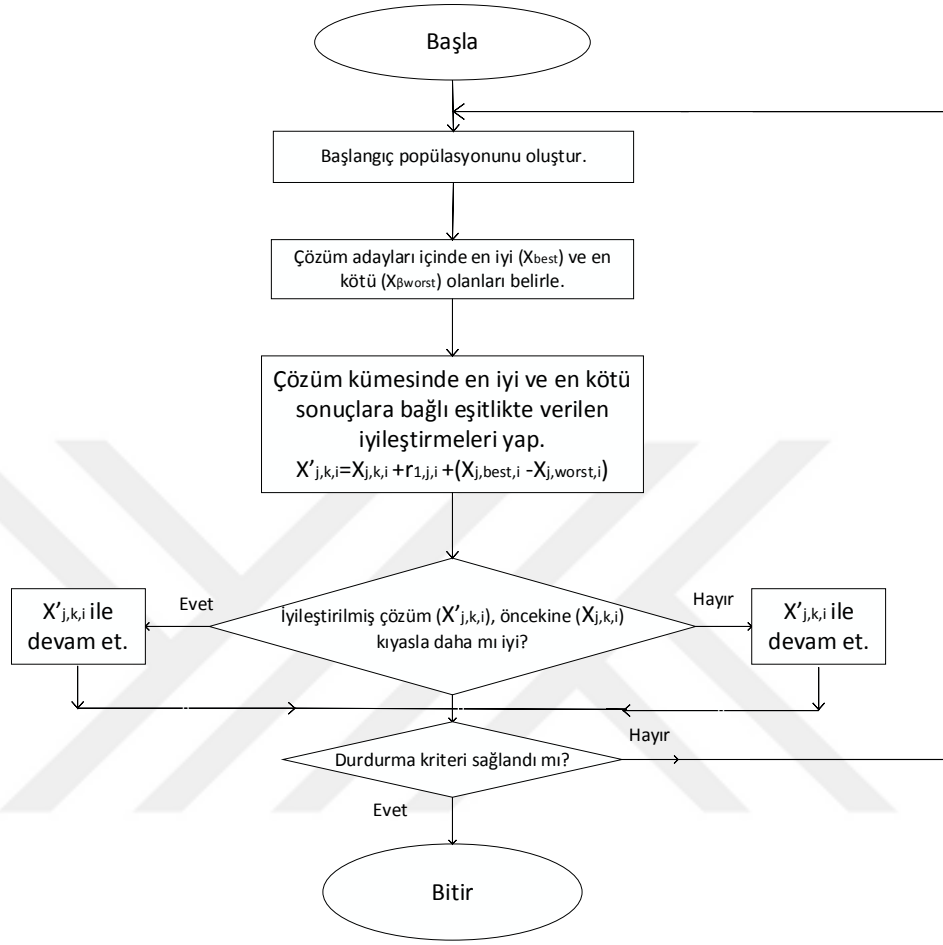 Başla
Başlangıç popülasyonunu oluştur.
Çözüm adayları içinde en iyi (Xbest) ve en
kötü (Xβworst) olanları belirle.
Çözüm kümesinde en iyi ve en kötü
sonuçlara bağlı eşitlikte verilen
iyileştirmeleri yap.
X’j,k,i=Xj,k,i +r1,j,i +(Xj,best,i -Xj,worst,i)
Evet
Hayır
X’j,k,i ile
devam et.
İyileştirilmiş çözüm (X’j,k,i), öncekine (Xj,k,i)
kıyasla daha mı iyi?
X’j,k,i ile
devam et.
Hayır
Durdurma kriteri sağlandı mı?
Evet
Bitir